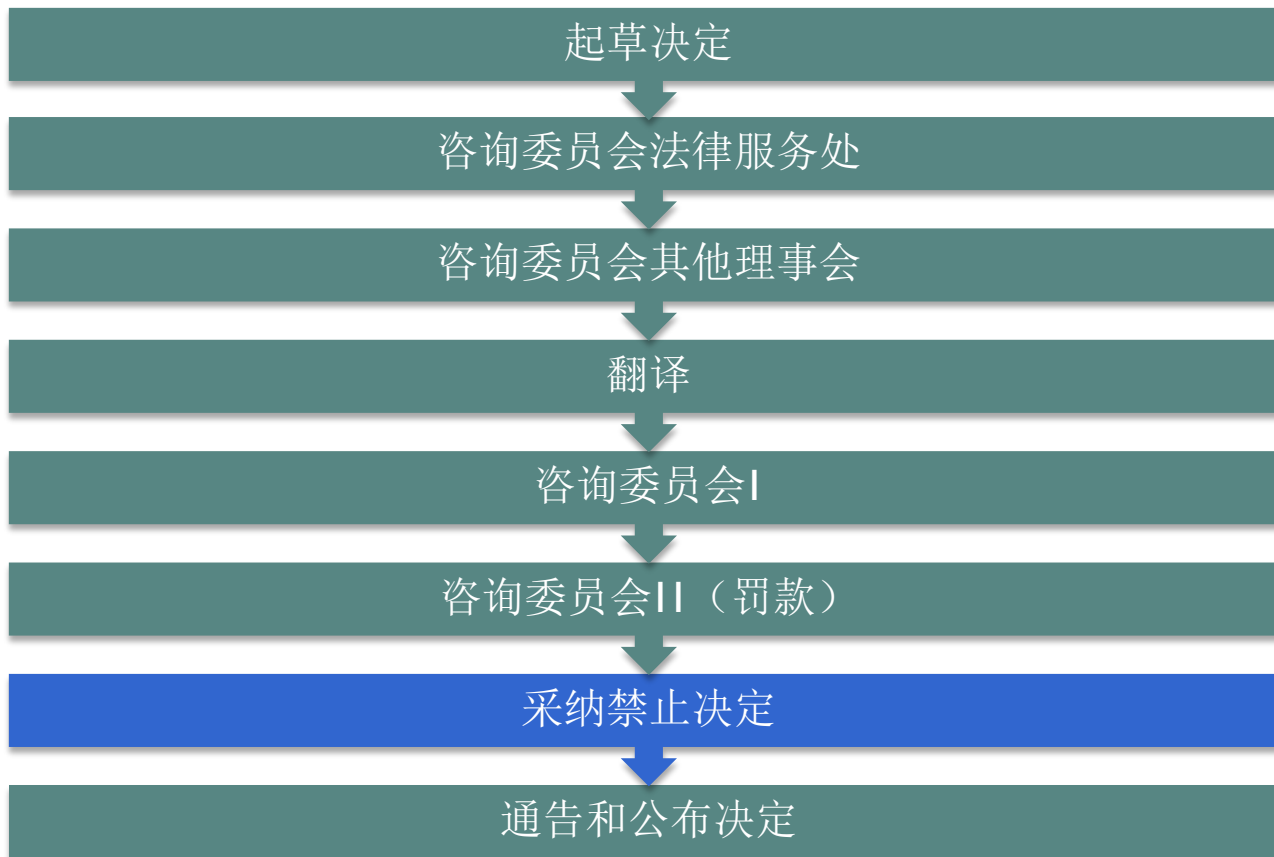 起草决定
咨询委员会法律服务处
咨询委员会其他理事会
翻译
咨询委员会I
咨询委员会II（罚款）
采纳禁止决定
通告和公布决定